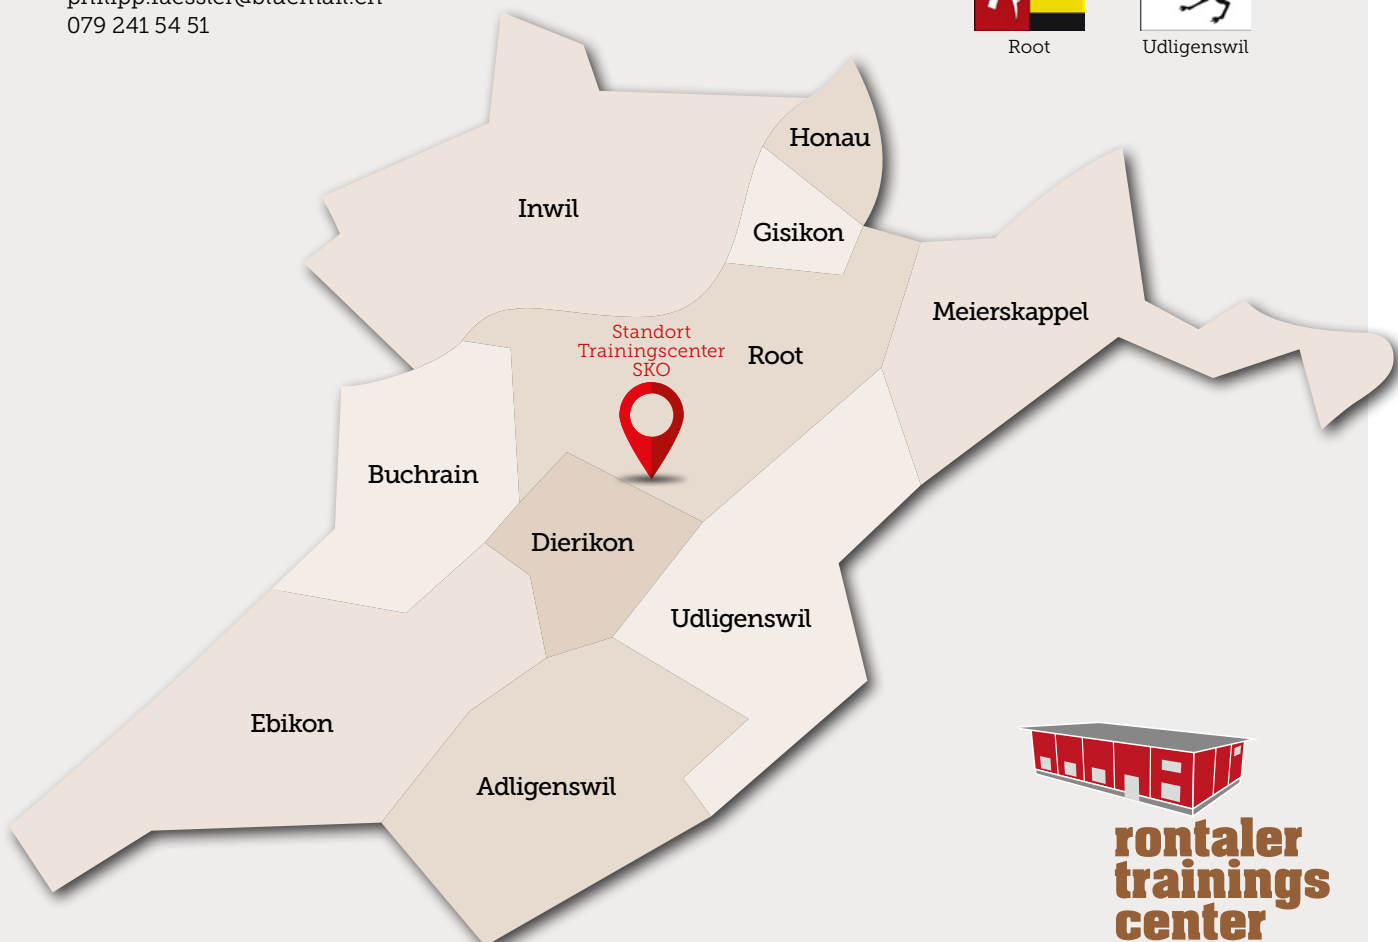 079 241 54 51
Root
Udligenswil
Honau
Inwil
Gisikon
Meierskappel
Standort
Trainingscenter
SKO
Root
Buchrain
Dierikon
Udligenswil
Ebikon
Adligenswil
rontaler
trainings
center